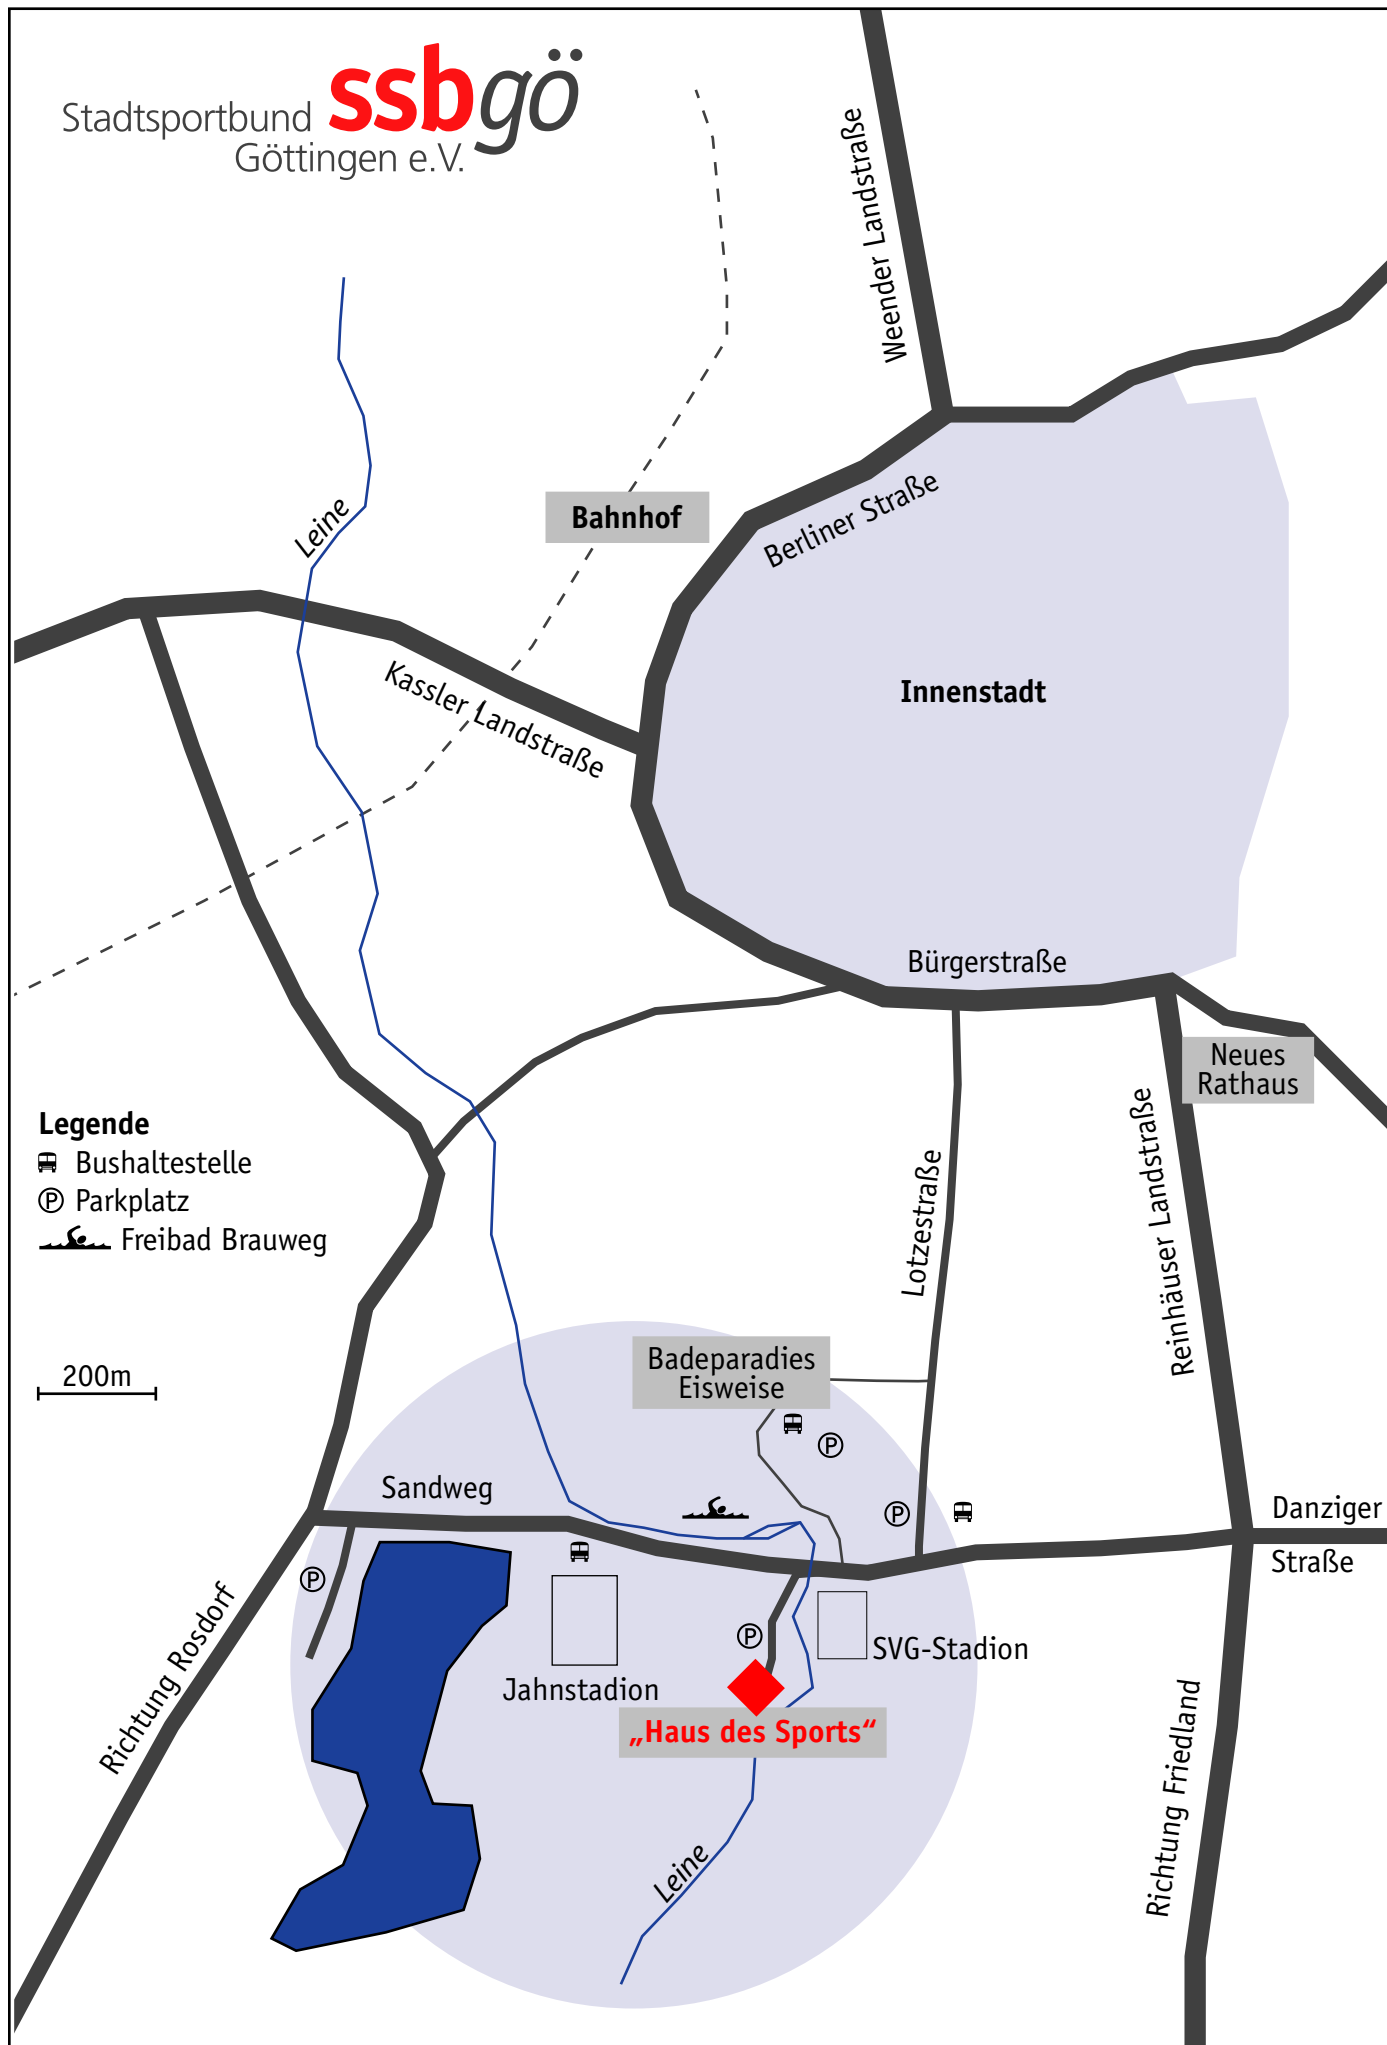 Stadtsportbund ssbgö
Göttingen e.V.
Weender Landstraße
Leine
Bahnhof
Berliner Straße
Kassler Landstraße
Innenstadt
Bürgerstraße
Neues
Rathaus
Legende
Bushaltestelle
P Parkplatz
Freibad Brauweg
Lotzestraße
Reinhäuser Landstraße
200m
Badeparadies
Eisweise
P
Sandweg
P
Danziger
Straße
P
Richtung Rosdorf
P
SVG-Stadion
Jahnstadion
„Haus des Sports“
Richtung Friedland
Leine